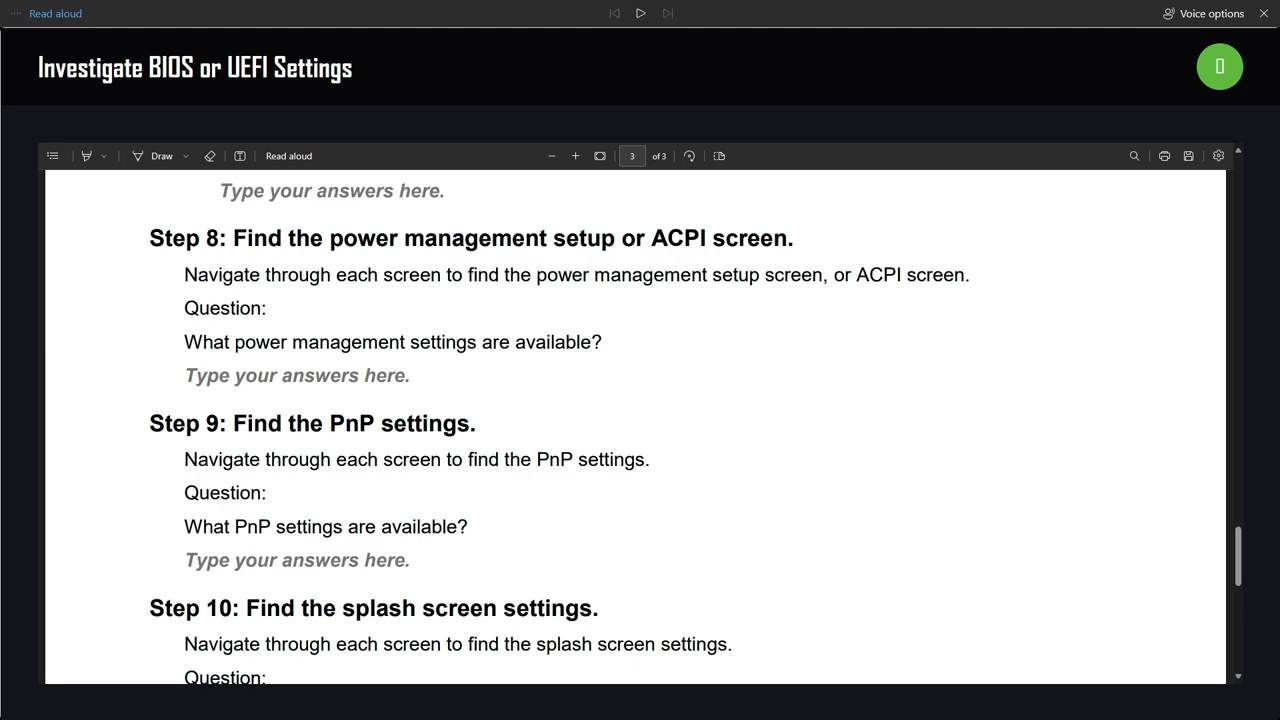 Read aloud
Voice options
Investigate BIOS or UEFI Settings
Draw
Read aloud
3
of 3
Type your answers here.
Step 8: Find the power management setup or ACPI screen.
Navigate through each screen to find the power management setup screen, or ACPI screen.
Question:
What power management settings are available?
Type your answers here.
Step 9: Find the PnP settings.
Navigate through each screen to find the PnP settings.
Question:
What PnP settings are available?
Type your answers here.
Step 10: Find the splash screen settings.
Navigate through each screen to find the splash screen settings.
Question: